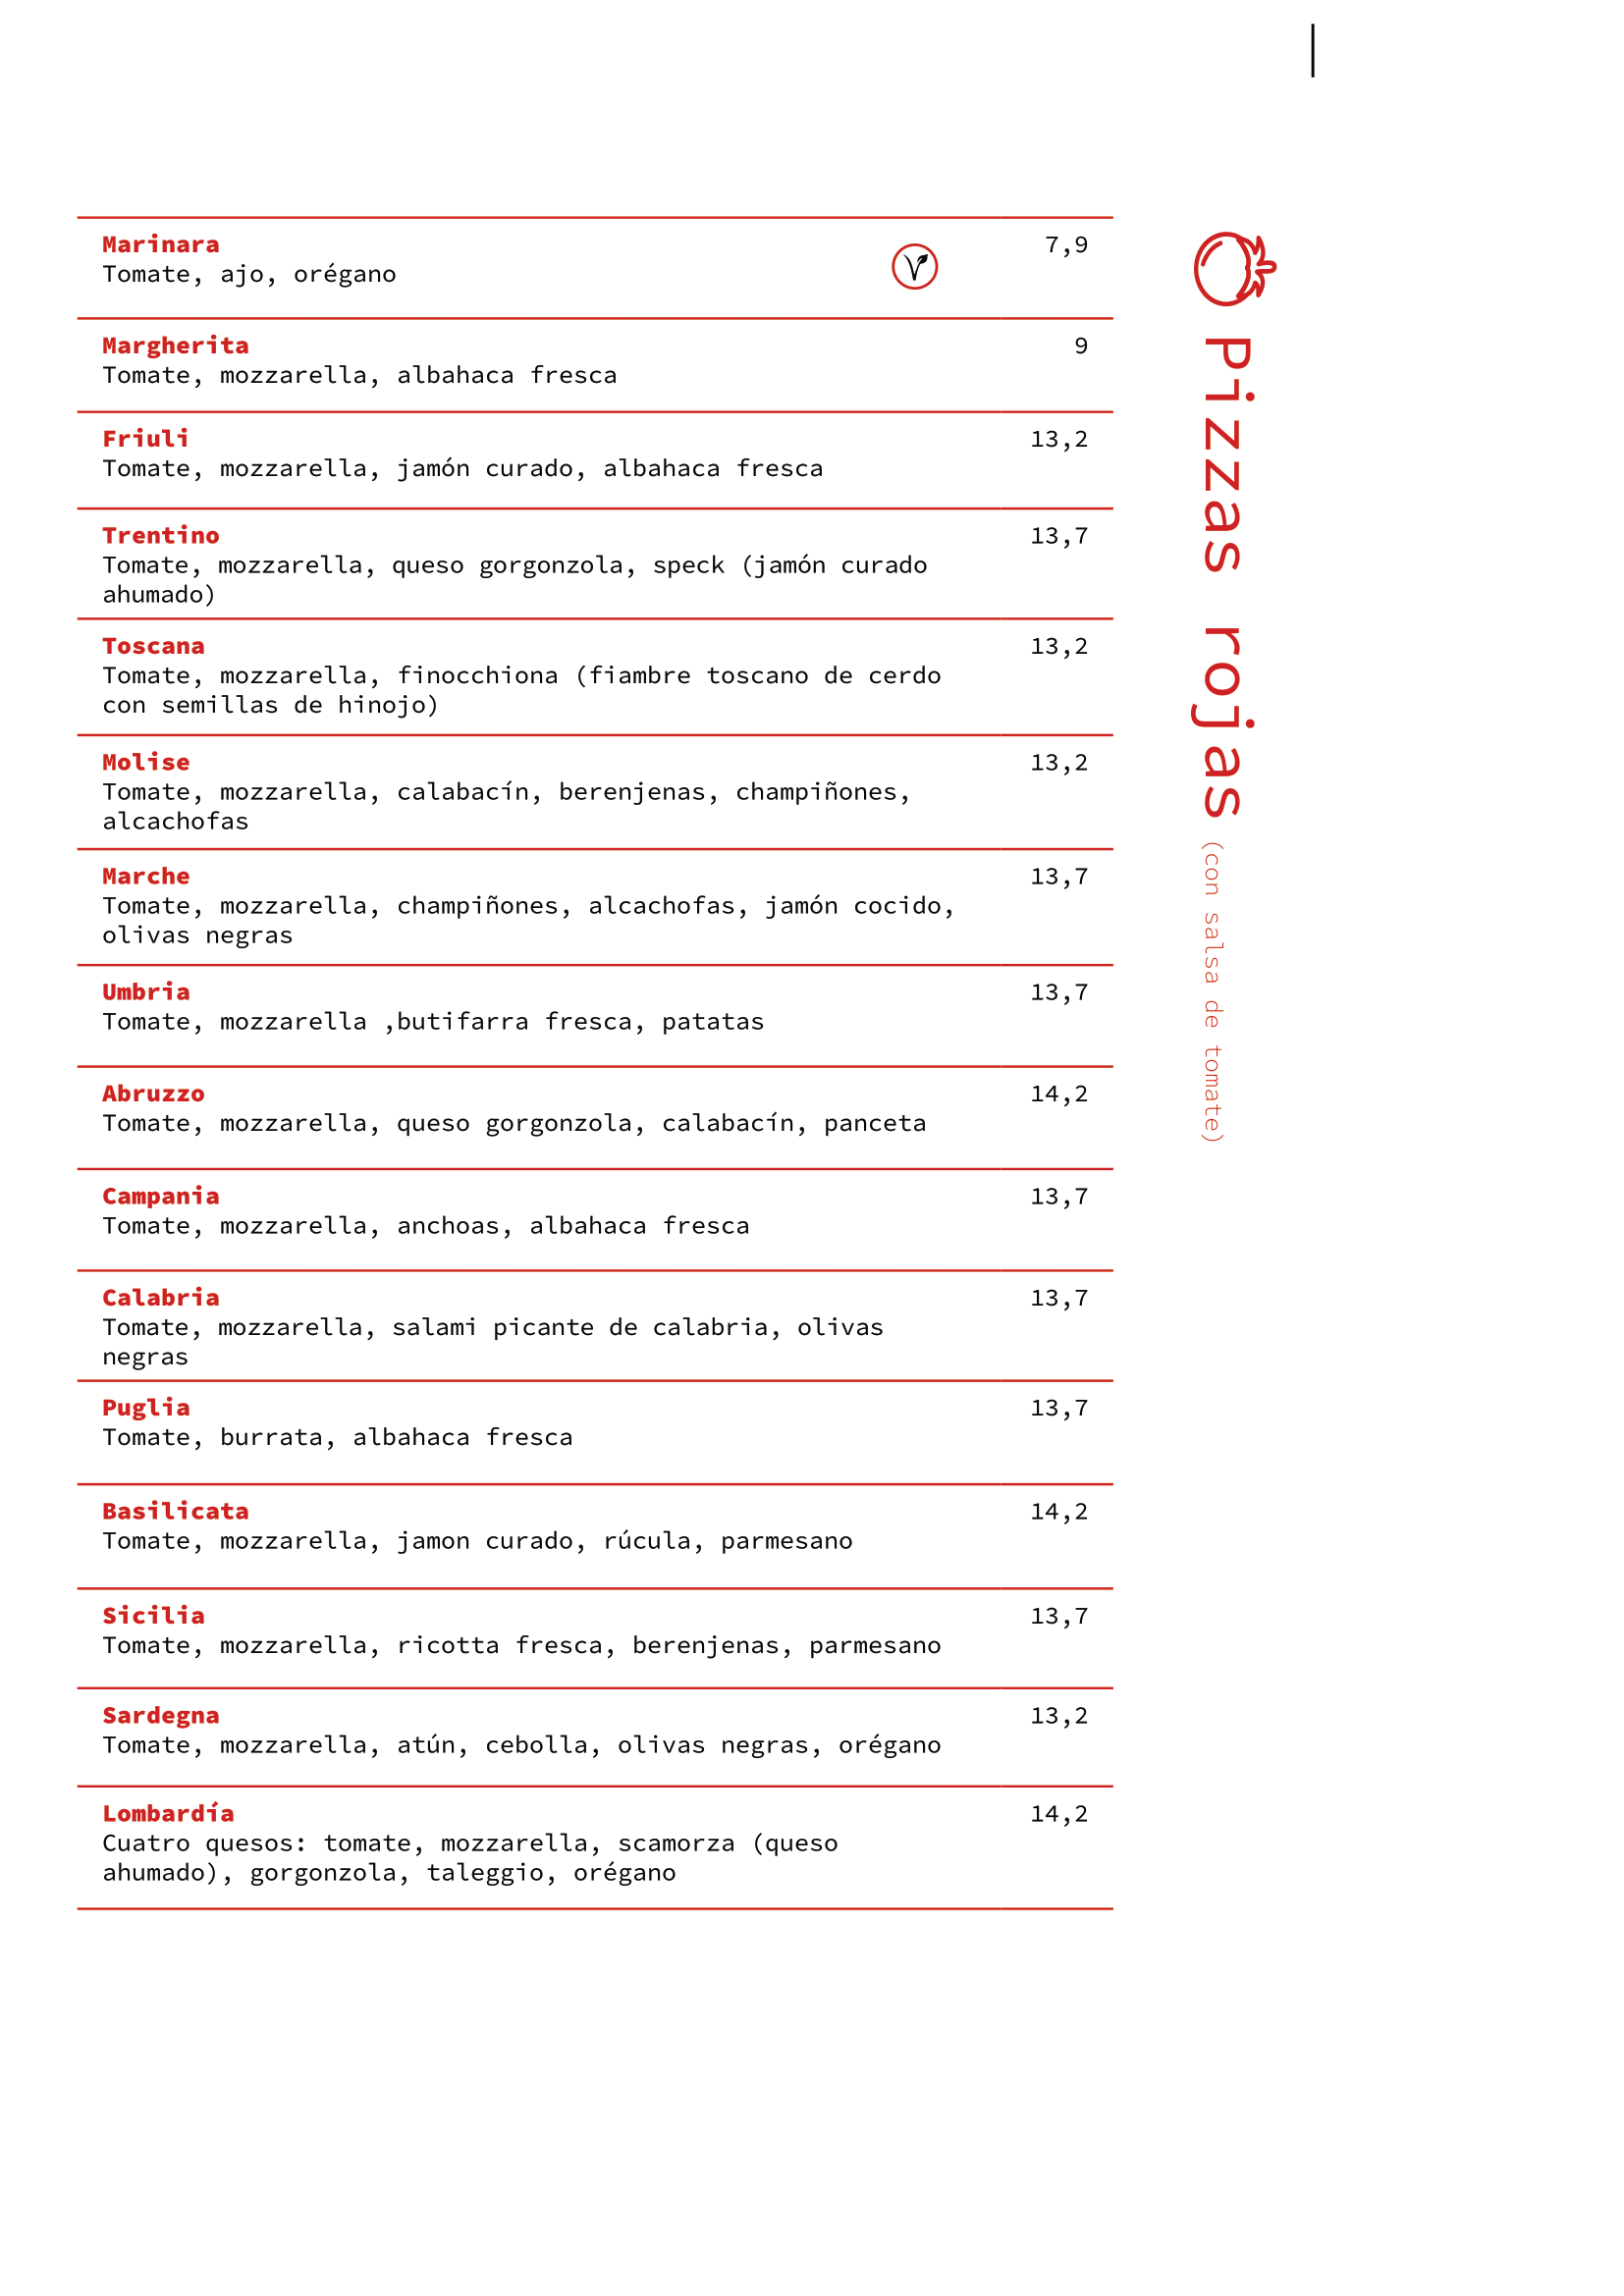 Marinara 7,9
Tomate, ajo, orégano
Margherita 9
Tomate, mozzarella, albahaca fresca
Friuli 13,2
Tomate, mozzarella, jamón curado, albahaca fresca
Trentino 13,7
Tomate, mozzarella, queso gorgonzola, speck (jamón curado
ahumado)
Toscana 13,2
Tomate, mozzarella, finocchiona (fiambre toscano de cerdo
con semillas de hinojo)
Molise 13,2
Tomate, mozzarella, calabacín, berenjenas, champiñones,
alcachofas
Marche 13,7
Tomate, mozzarella, champiñones, alcachofas, jamón cocido,
olivas negras
Umbria 13,7
Tomate, mozzarella ,butifarra fresca, patatas
Abruzzo 14,2
Tomate, mozzarella, queso gorgonzola, calabacín, panceta
Campania 13,7
Tomate, mozzarella, anchoas, albahaca fresca
Calabria 13,7
Tomate, mozzarella, salami picante de calabria, olivas
negras
Puglia 13,7
Tomate, burrata, albahaca fresca
Basilicata 14,2
Tomate, mozzarella, jamon curado, rúcula, parmesano
Sicilia 13,7
Tomate, mozzarella, ricotta fresca, berenjenas, parmesano
Sardegna 13,2
Tomate, mozzarella, atún, cebolla, olivas negras, orégano
Lombardía 14,2
Cuatro quesos: tomate, mozzarella, scamorza (queso
ahumado), gorgonzola, taleggio, orégano
Pizzas rojas (con salsa de tomate)